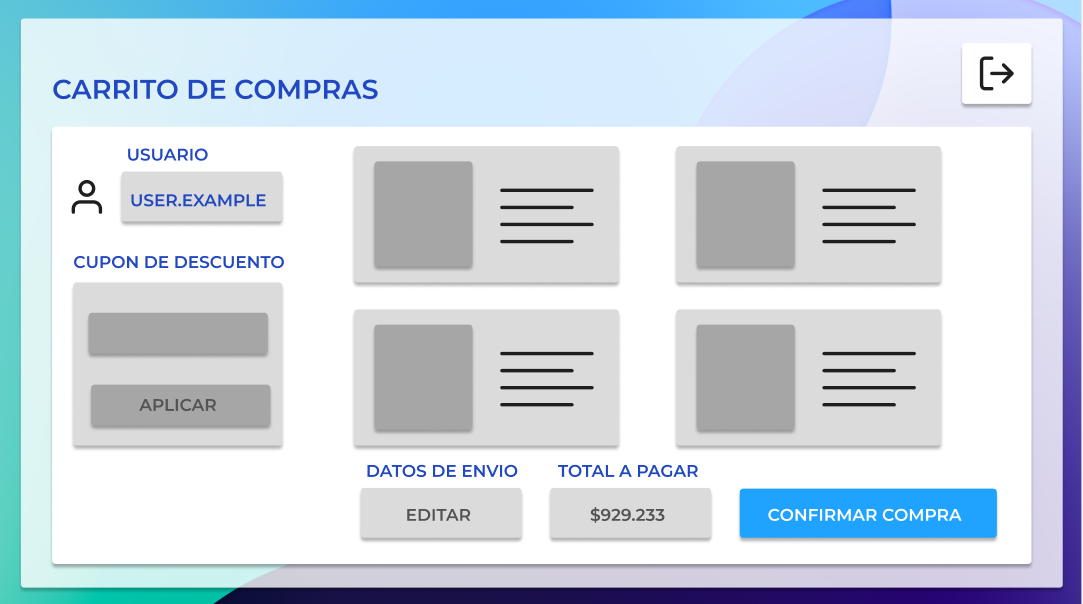 CARRITO DE COMPRAS
USUARIO
USER.EXAMPLE
CUPON DE DESCUENTO
APLICAR
DATOS DE ENVIO
EDITAR
TOTAL A PAGAR
$929.233
CONFIRMAR COMPRA